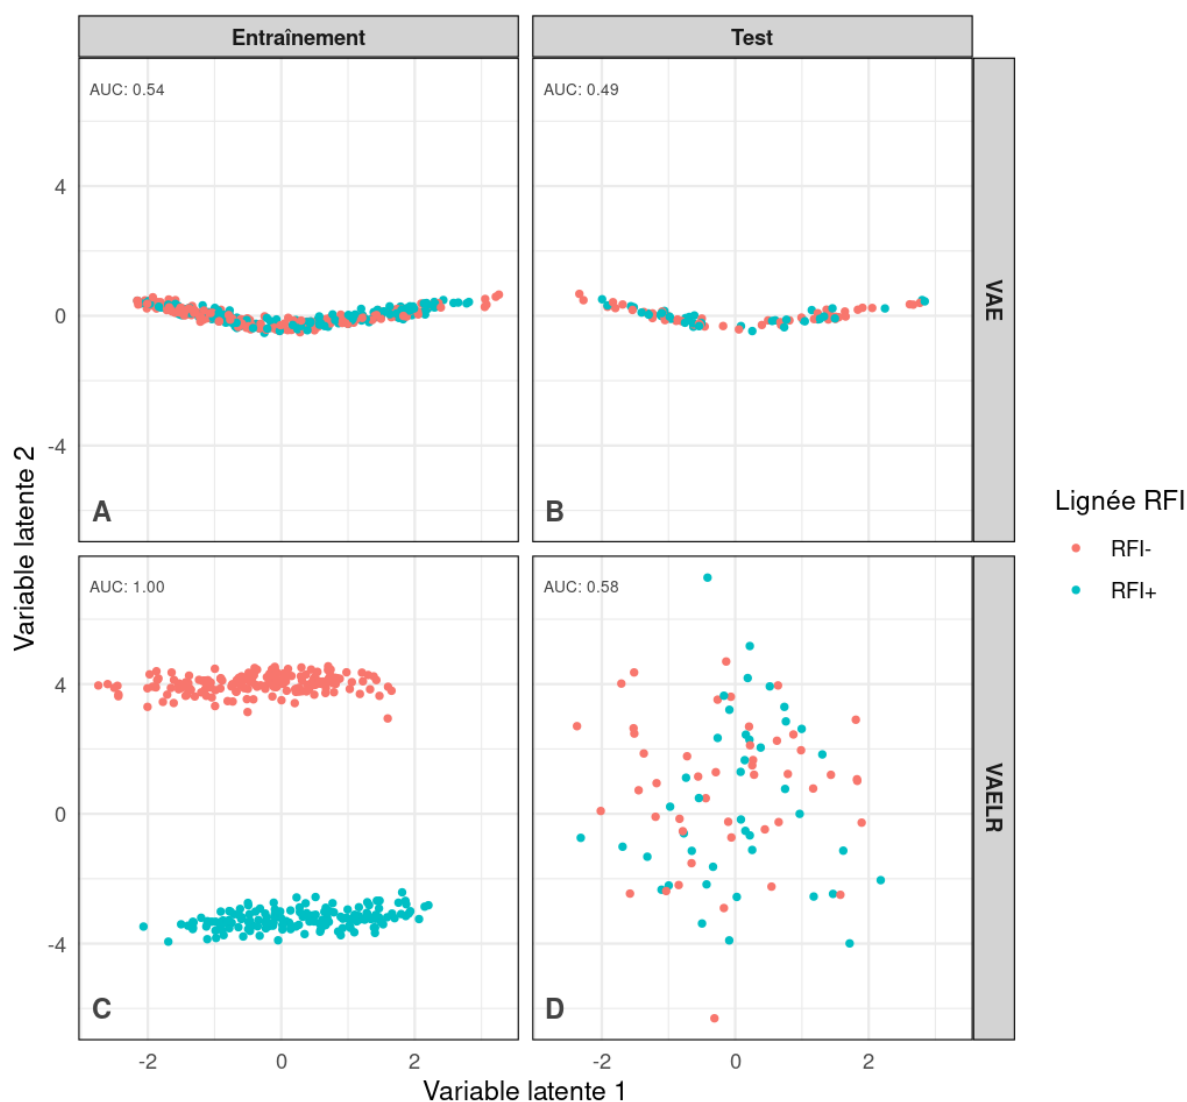 Entraînement
Test
AUC: 0.54
AUC: 0.49
VAE
4
0
-4
A
B
Variable latente 2
Lignée RFI
RFI-
RFI+
AUC: 1.00
AUC: 0.58
VAELR
4
0
-4
C
D
-2
0
2
-2
0
2
Variable latente 1